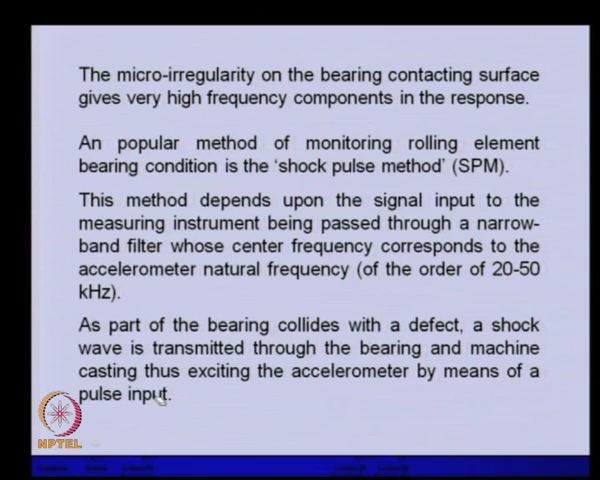 The micro-irregularity on the bearing contacting surface
gives very high frequency components in the response.
An popular method of monitoring rolling element
bearing condition is the ‘shock pulse method’ (SPM).
This method depends upon the signal input to the
measuring instrument being passed through a narrow-
band filter whose center frequency corresponds to the
accelerometer natural frequency (of the order of 20-50
kHz).
As part of the bearing collides with a defect, a shock
wave is transmitted through the bearing and machine
casting thus exciting the accelerometer by means of a
pulse input.
NPTEL